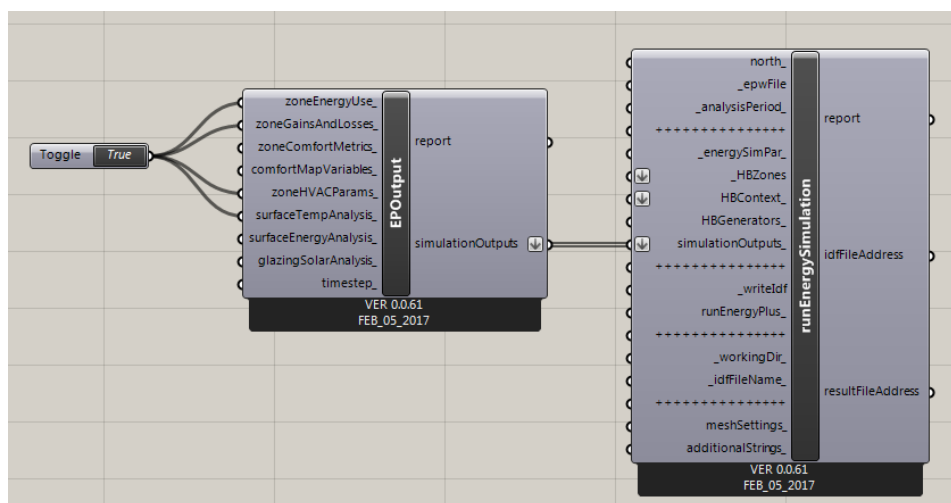 Toggle True
zoneEnergyUse_
zoneGainsAndLosses_
zoneComfortMetrics_
comfortMapVariables_
zoneHVACParams_
surfaceTempAnalysis_
surfaceEnergyAnalysis_
glazingSolarAnalysis_
timestep_
EPOutput
report
simulationOutputs
VER 0.0.61
FEB_05_2017
north_
_epwFile
_analysisPeriod_
+++++++++++++++
_energySimPar_
_HBZones
HBContext_
HBGenerators_
simulationOutputs_
+++++++++++++++
_writeIdf
runEnergyPlus_
+++++++++++++++
_workingDir_
_idfFileName_
+++++++++++++++
meshSettings_
additionalStrings_
runEnergySimulation
report
idfFileAddress
resultFileAddress
VER 0.0.61
FEB_05_2017